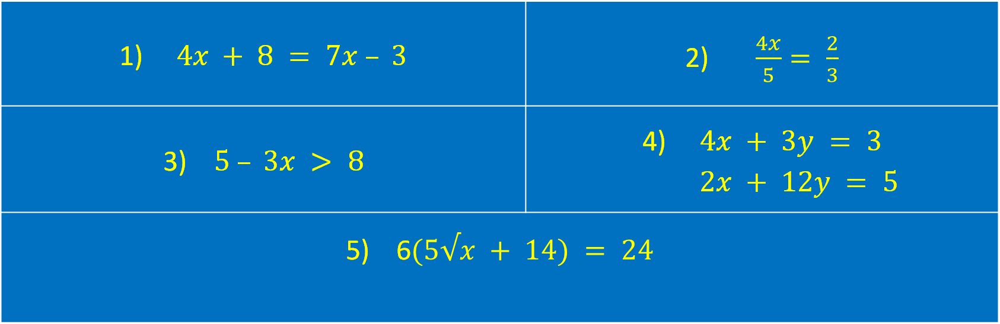 1) 4x + 8 = 7x – 3
2) 4x/5 = 2/3
3) 5 – 3x > 8
4) 4x + 3y = 3
2x + 12y = 5
5) 6(5√x + 14) = 24